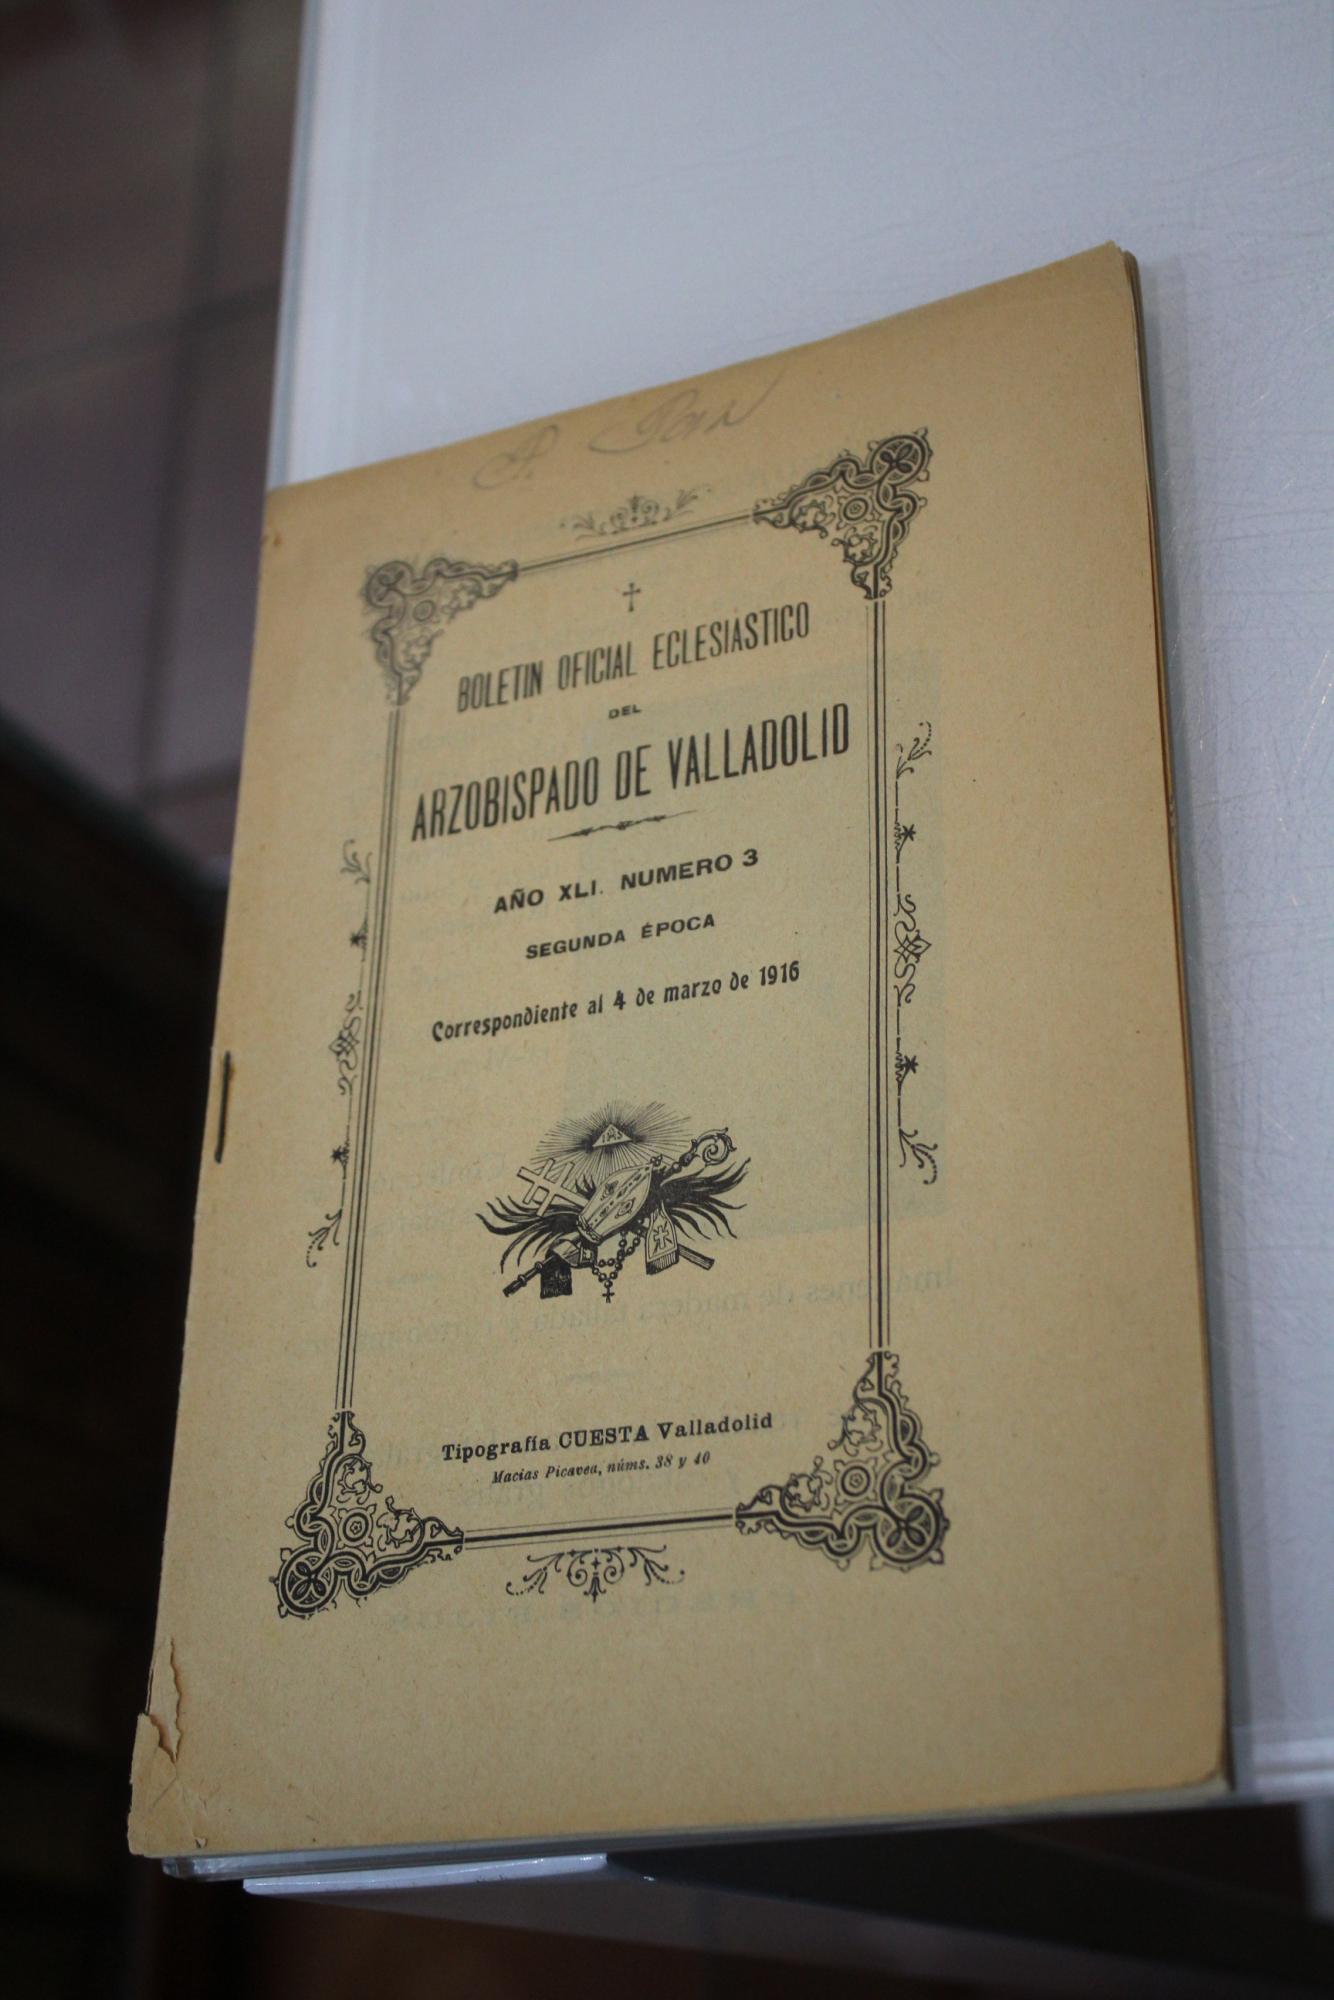 BOLETIN OFICIAL ECLESIASTICO
DEL
ARZOBISPADO DE VALLADOLID
AÑO XLI. NUMERO 3
SEGUNDA ÉPOCA
Correspondiente al 4 de marzo de 1916
IHS
Tipografía CUESTA Valladolid
Macías Picavea, núms. 38 y 40